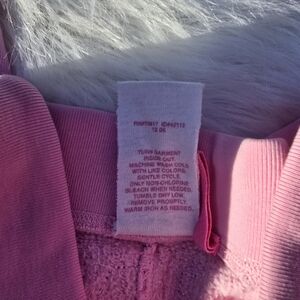 TURN GARMENT
INSIDE OUT.
MACHINE WASH COLD
WITH LIKE COLORS.
GENTLE CYCLE.
ONLY NON-CHLORINE
BLEACH WHEN NEEDED.
TUMBLE DRY LOW.
REMOVE PROMPTLY.
WARM IRON AS NEEDED.